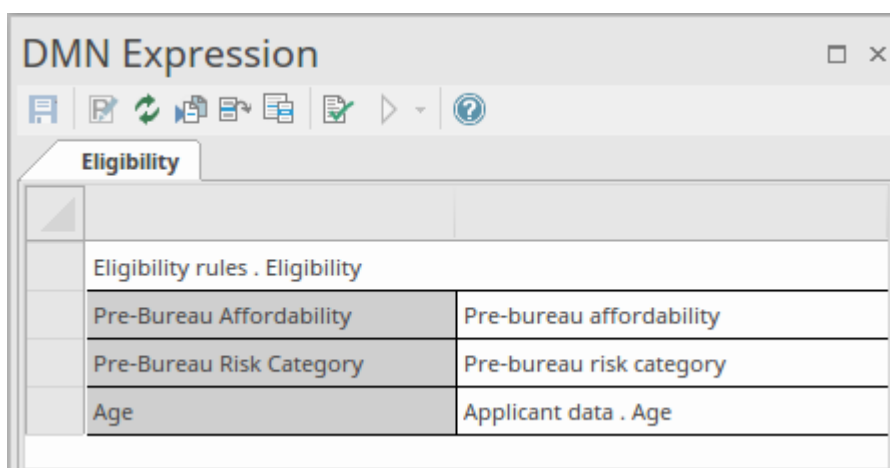 DMN Expression
Eligibility
Eligibility rules . Eligibility
Pre-Bureau Affordability Pre-bureau affordability
Pre-Bureau Risk Category Pre-bureau risk category
Age Applicant data . Age